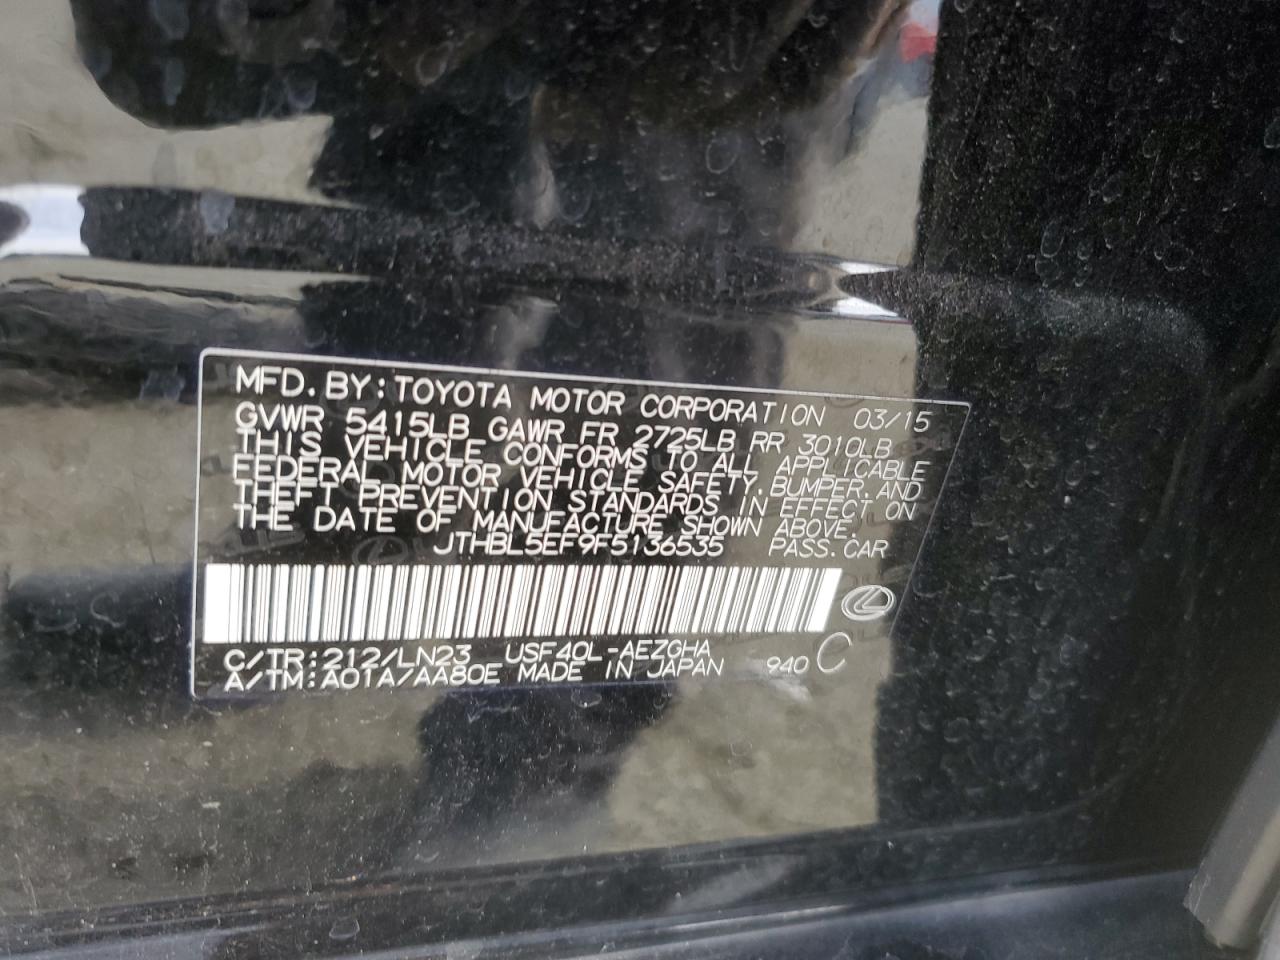 MFD. BY: TOYOTA MOTOR CORPORATION 03/15
GVWR 5415LB GAWR FR 2725LB RR 3010LB
THIS VEHICLE CONFORMS TO ALL APPLICABLE
FEDERAL MOTOR VEHICLE SAFETY, BUMPER, AND
THEFT PREVENTION STANDARDS IN EFFECT ON
THE DATE OF MANUFACTURE SHOWN ABOVE.
JTHBL5EF9F5136535 PASS. CAR
C/TR: 212/LN23 USF40L-AEZGHA
A/TM: A01A/AA80E MADE IN JAPAN 940 C